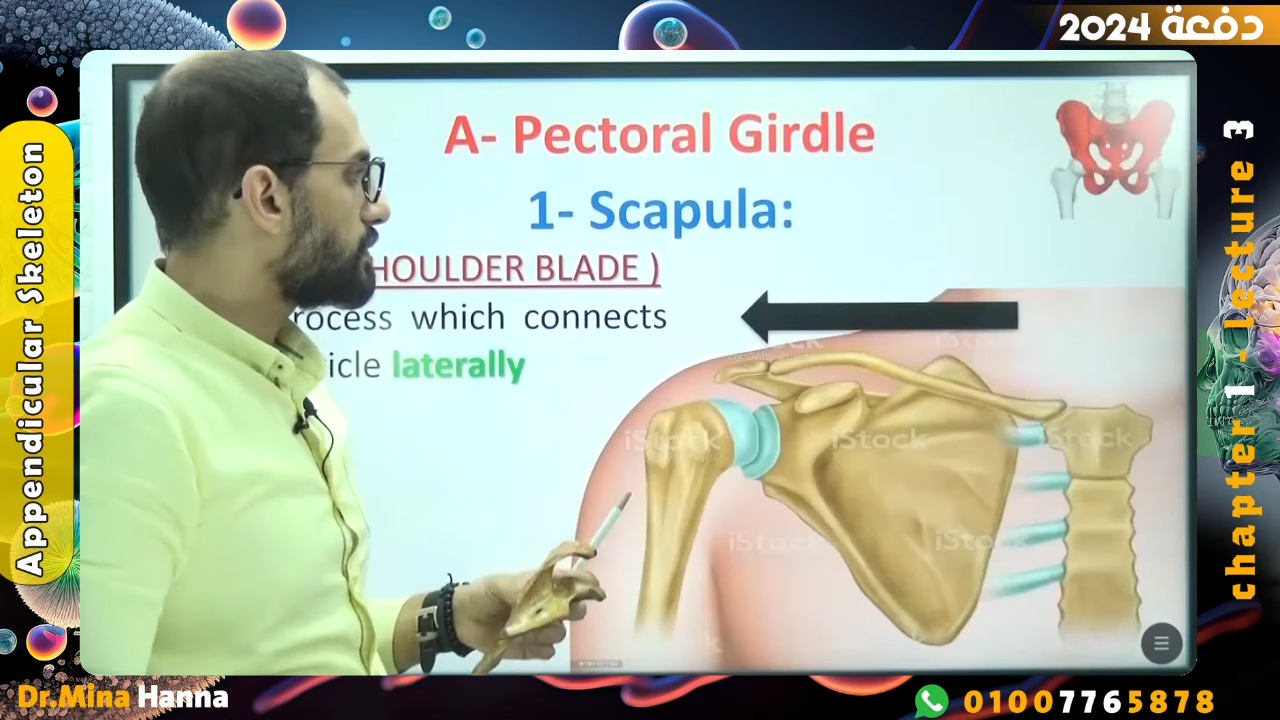 دفعة 2024
A- Pectoral Girdle
1- Scapula:
HOULDER BLADE )
rocess which connects
icle laterally
iStock
iStock
iStock
iStock
Appendicular Skeleton
chapter 1 - lecture 3
Dr.Mina Hanna
01007765878